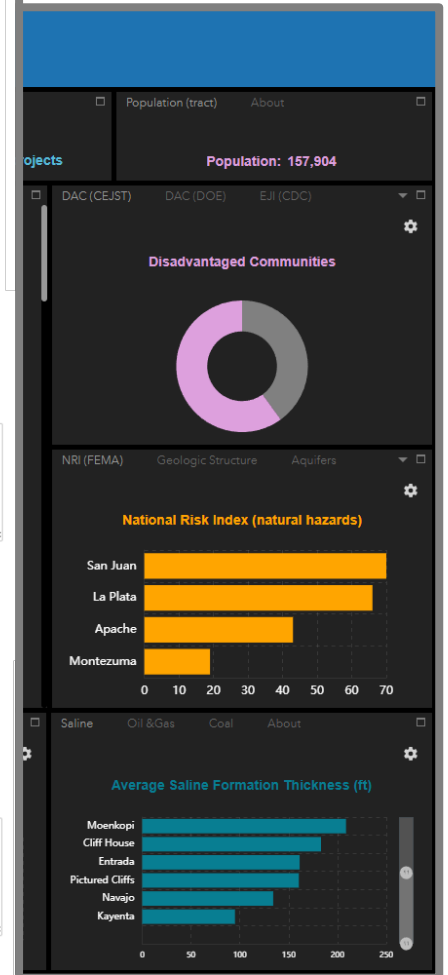 Population (tract) About
ojects
Population: 157,904
DAC (CEJST) DAC (DOE) EJI (CDC)
Disadvantaged Communities
NRI (FEMA) Geologic Structure Aquifers
National Risk Index (natural hazards)
San Juan
La Plata
Apache
Montezuma
0 10 20 30 40 50 60 70
Saline Oil &Gas Coal About
Average Saline Formation Thickness (ft)
Moenkopi
Cliff House
Entrada
Pictured Cliffs
Navajo
Kayenta
0 50 100 150 200 250